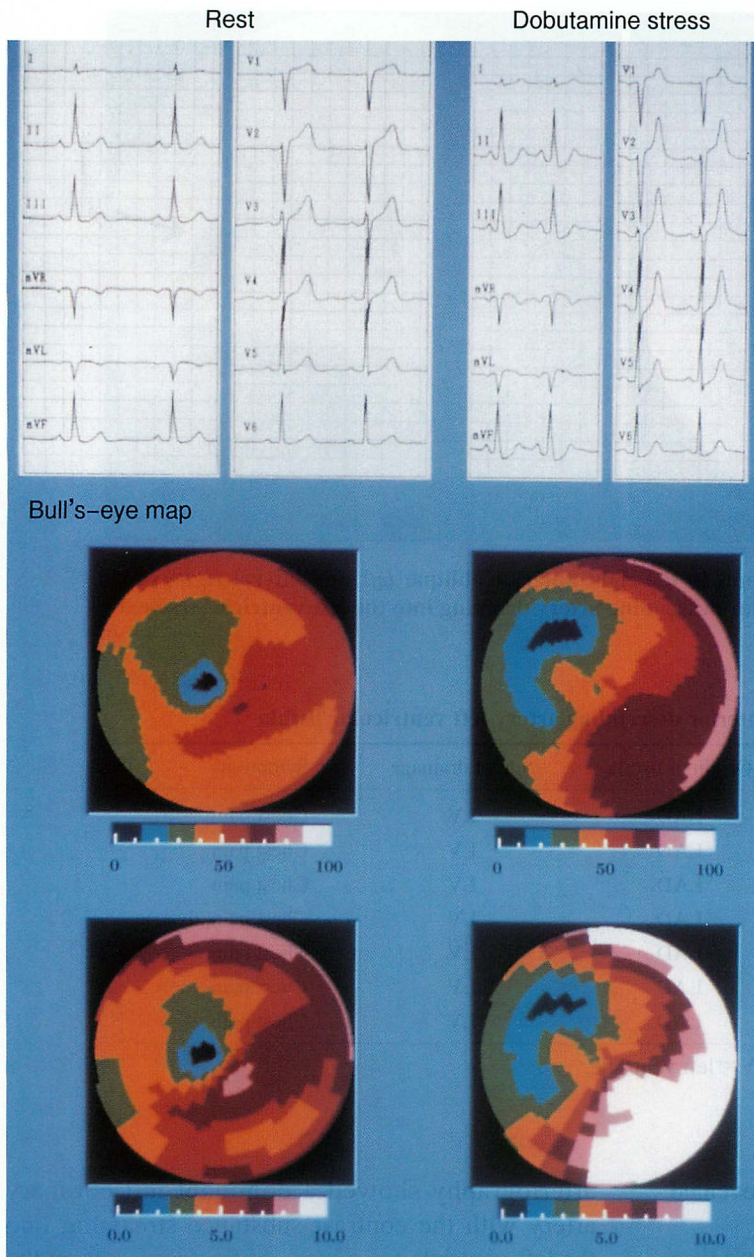 Rest Dobutamine stress
I V1 I V1
II V2 II V2
III V3 III V3
aVR V4 aVR V4
aVL V5 aVL V5
aVF V6 aVF V6
Bull's-eye map
0 50 100 0 50 100
0.0 5.0 10.0 0.0 5.0 10.0